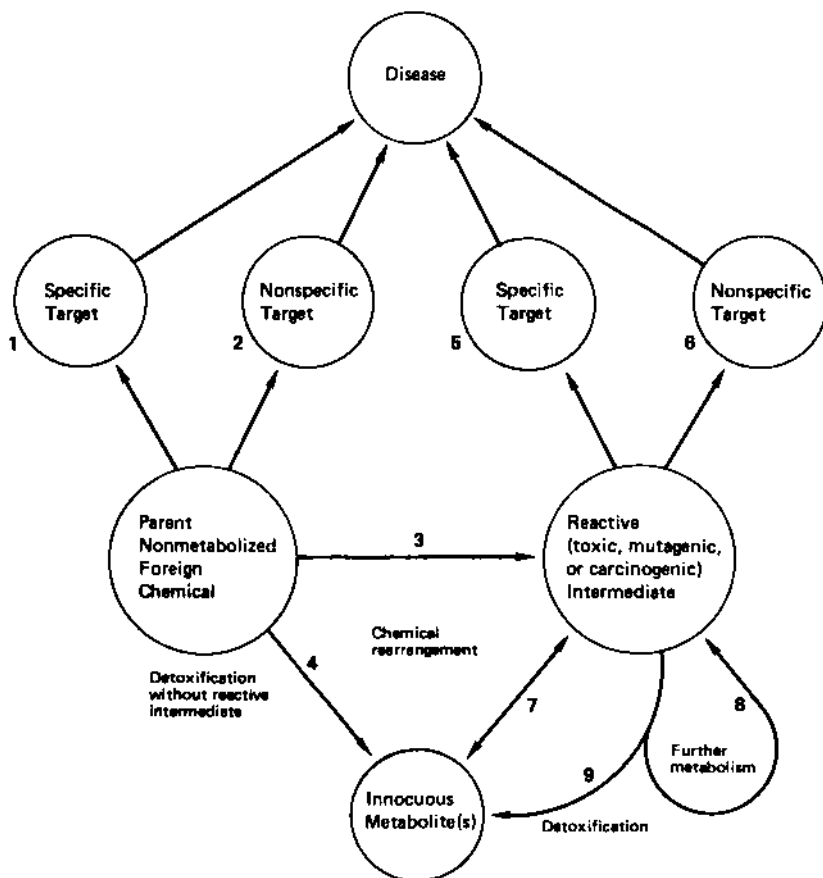 Disease
Specific
Target
1
Nonspecific
Target
2
Specific
Target
5
Nonspecific
Target
6
Parent
Nonmetabolized
Foreign
Chemical
3
Reactive
(toxic, mutagenic,
or carcinogenic)
Intermediate
Chemical
rearrangement
4
Detoxification
without reactive
intermediate
7
8
Further
metabolism
9
Innocuous
Metabolite(s)
Detoxification